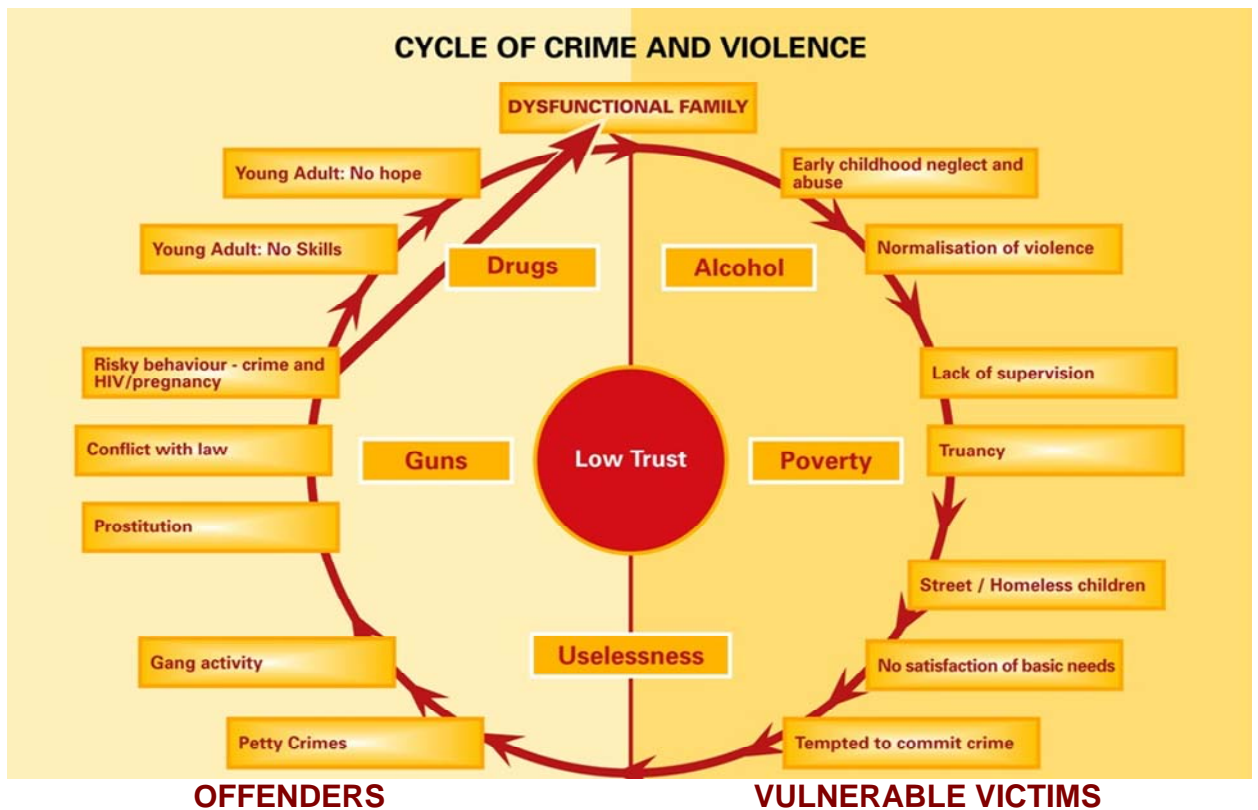 CYCLE OF CRIME AND VIOLENCE
DYSFUNCTIONAL FAMILY
Young Adult: No hope
Early childhood neglect and
abuse
Young Adult: No Skills
Normalisation of violence
Drugs
Alcohol
Risky behaviour - crime and
HIV/pregnancy
Lack of supervision
Conflict with law
Guns
Low Trust
Poverty
Truancy
Prostitution
Street / Homeless children
Gang activity
Uselessness
No satisfaction of basic needs
Petty Crimes
Tempted to commit crime
OFFENDERS
VULNERABLE VICTIMS